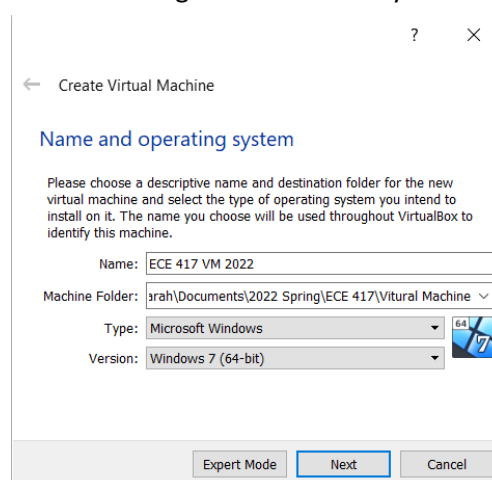 ?
Create Virtual Machine
Name and operating system
Please choose a descriptive name and destination folder for the new
virtual machine and select the type of operating system you intend to
install on it. The name you choose will be used throughout VirtualBox to
identify this machine.
Name: ECE 417 VM 2022
Machine Folder: arah\Documents\2022 Spring\ECE 417\Vitural Machine
Type: Microsoft Windows 64
Version: Windows 7 (64-bit) 7
Expert Mode Next Cancel